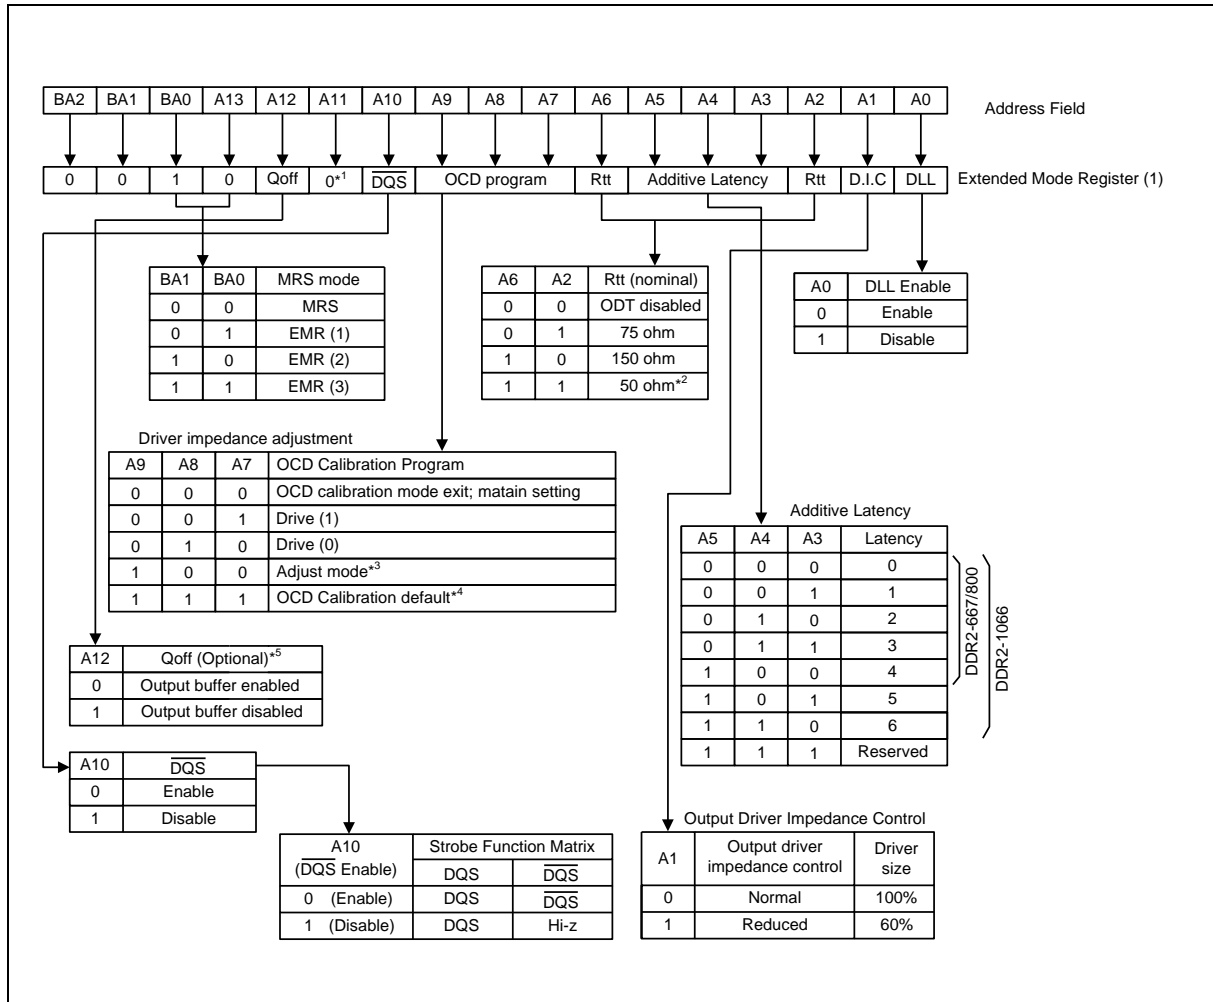 BA2 BA1 BA0 A13 A12 A11 A10 A9 A8 A7 A6 A5 A4 A3 A2 A1 A0
Address Field
0 0 1 0 Qoff 0*1 DQS OCD program Rtt Additive Latency Rtt D.I.C DLL
Extended Mode Register (1)
BA1 BA0 MRS mode
0 0 MRS
0 1 EMR (1)
1 0 EMR (2)
1 1 EMR (3)
A6 A2 Rtt (nominal)
0 0 ODT disabled
0 1 75 ohm
1 0 150 ohm
1 1 50 ohm*2
A0 DLL Enable
0 Enable
1 Disable
Driver impedance adjustment
A9 A8 A7 OCD Calibration Program
0 0 0 OCD calibration mode exit; matain setting
0 0 1 Drive (1)
0 1 0 Drive (0)
1 0 0 Adjust mode*3
1 1 1 OCD Calibration default*4
Additive Latency
A5 A4 A3 Latency
0 0 0 0
0 0 1 1
0 1 0 2
0 1 1 3
1 0 0 4
1 0 1 5
1 1 0 6
1 1 1 Reserved
DDR2-667/800
DDR2-1066
A12 Qoff (Optional)*5
0 Output buffer enabled
1 Output buffer disabled
A10 DQS
0 Enable
1 Disable
A10
(DQS Enable)
Strobe Function Matrix
DQS DQS
0 (Enable) DQS DQS
1 (Disable) DQS Hi-z
Output Driver Impedance Control
A1 Output driver impedance control Driver size
0 Normal 100%
1 Reduced 60%